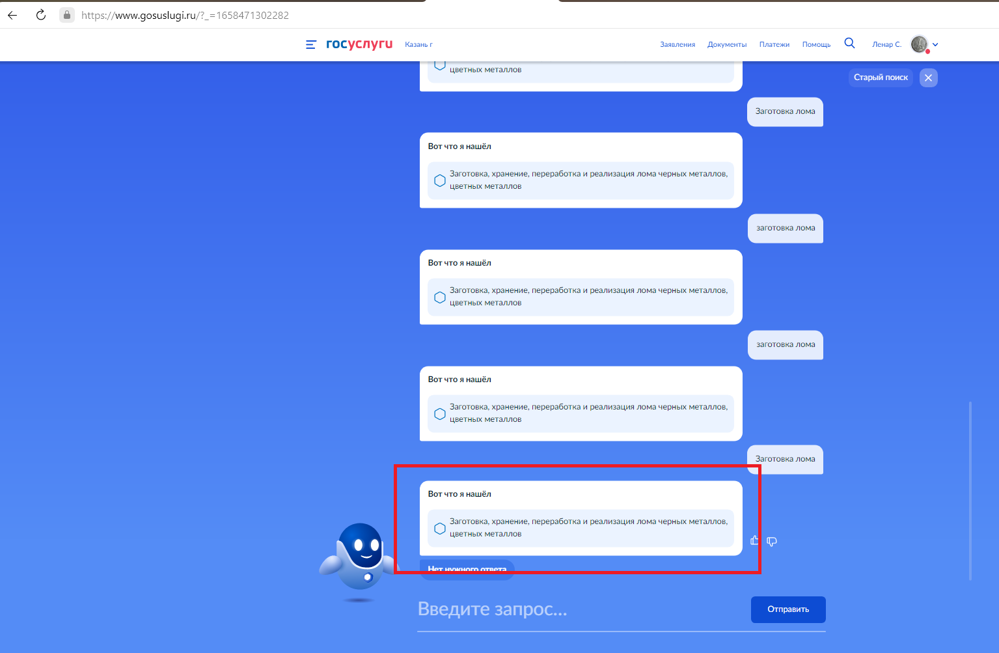 https://www.gosuslugi.ru/?_=1658471302282
госуслуги
Казань г
Заявления
Документы
Платежи
Помощь
Ленар С.
цветных металлов
Старый поиск
Заготовка лома
Вот что я нашёл
Заготовка, хранение, переработка и реализация лома черных металлов,
цветных металлов
заготовка лома
Вот что я нашёл
Заготовка, хранение, переработка и реализация лома черных металлов,
цветных металлов
заготовка лома
Вот что я нашёл
Заготовка, хранение, переработка и реализация лома черных металлов,
цветных металлов
Заготовка лома
Вот что я нашёл
Заготовка, хранение, переработка и реализация лома черных металлов,
цветных металлов
Нет нужного ответа
Введите запрос...
Отправить